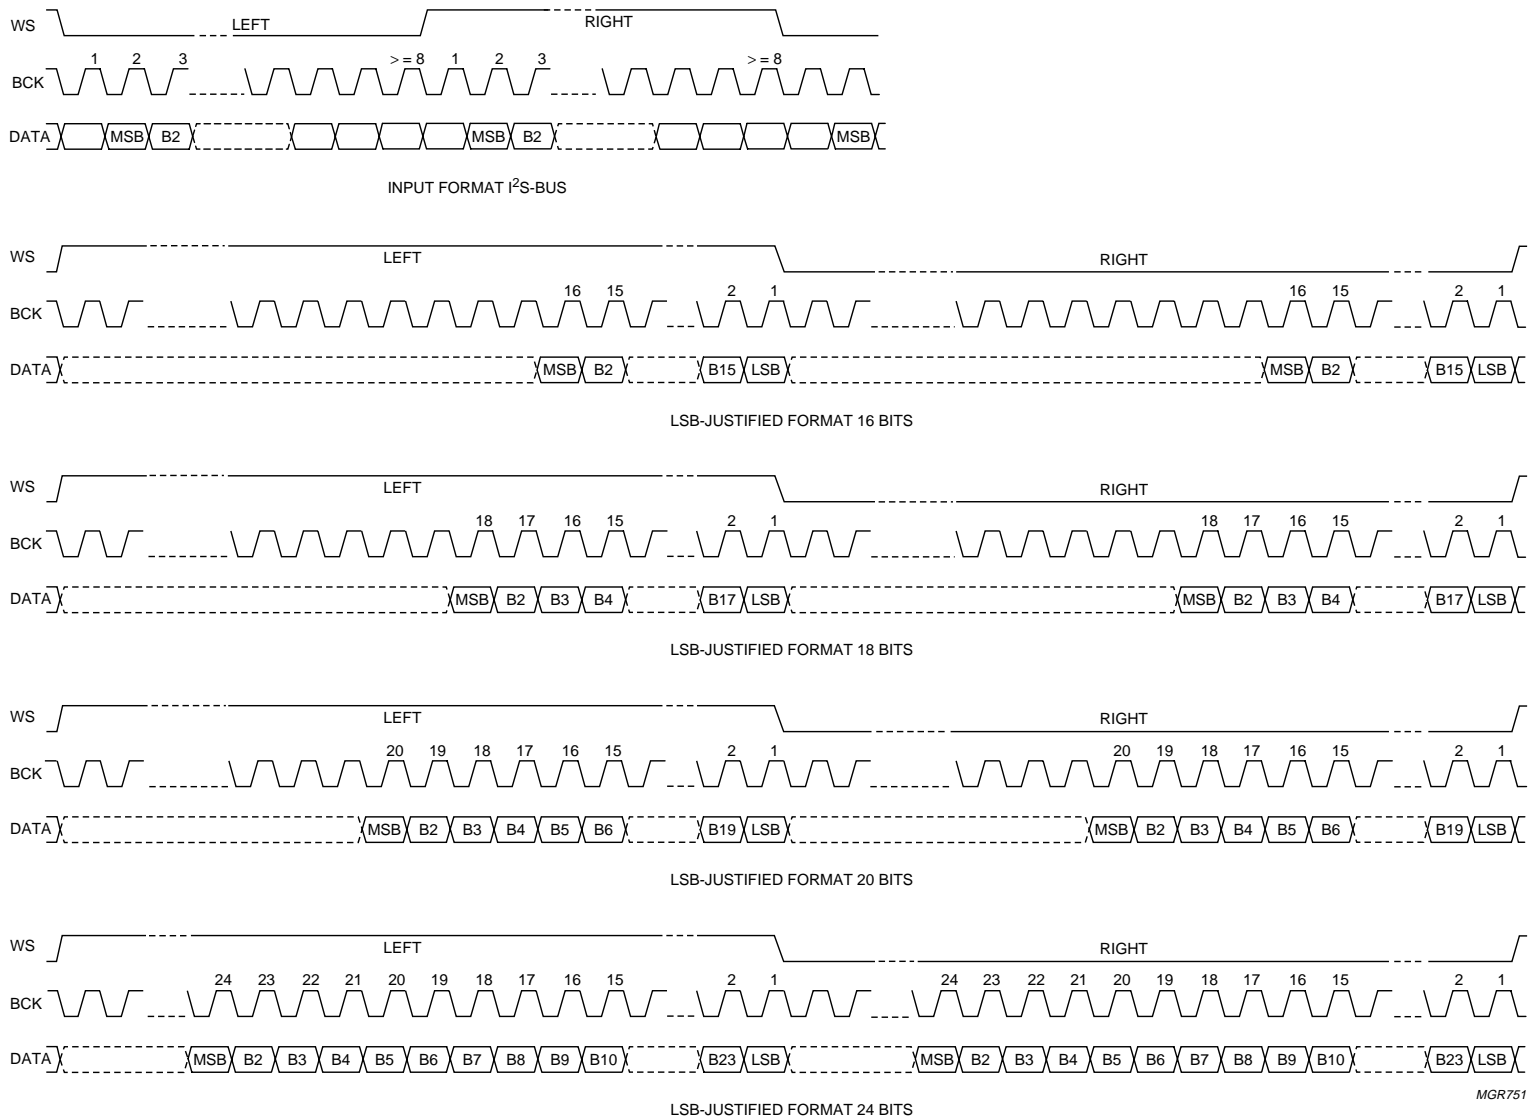 WS LEFT RIGHT
BCK 1 2 3 > = 8 1 2 3 > = 8
DATA MSB B2 MSB B2 MSB
INPUT FORMAT I²S-BUS
WS LEFT RIGHT
BCK 16 15 2 1 16 15 2 1
DATA MSB B2 B15 LSB MSB B2 B15 LSB
LSB-JUSTIFIED FORMAT 16 BITS
WS LEFT RIGHT
BCK 18 17 16 15 2 1 18 17 16 15 2 1
DATA MSB B2 B3 B4 B17 LSB MSB B2 B3 B4 B17 LSB
LSB-JUSTIFIED FORMAT 18 BITS
WS LEFT RIGHT
BCK 20 19 18 17 16 15 2 1 20 19 18 17 16 15 2 1
DATA MSB B2 B3 B4 B5 B6 B19 LSB MSB B2 B3 B4 B5 B6 B19 LSB
LSB-JUSTIFIED FORMAT 20 BITS
WS LEFT RIGHT
BCK 24 23 22 21 20 19 18 17 16 15 2 1 24 23 22 21 20 19 18 17 16 15 2 1
DATA MSB B2 B3 B4 B5 B6 B7 B8 B9 B10 B23 LSB MSB B2 B3 B4 B5 B6 B7 B8 B9 B10 B23 LSB
MGR751
LSB-JUSTIFIED FORMAT 24 BITS